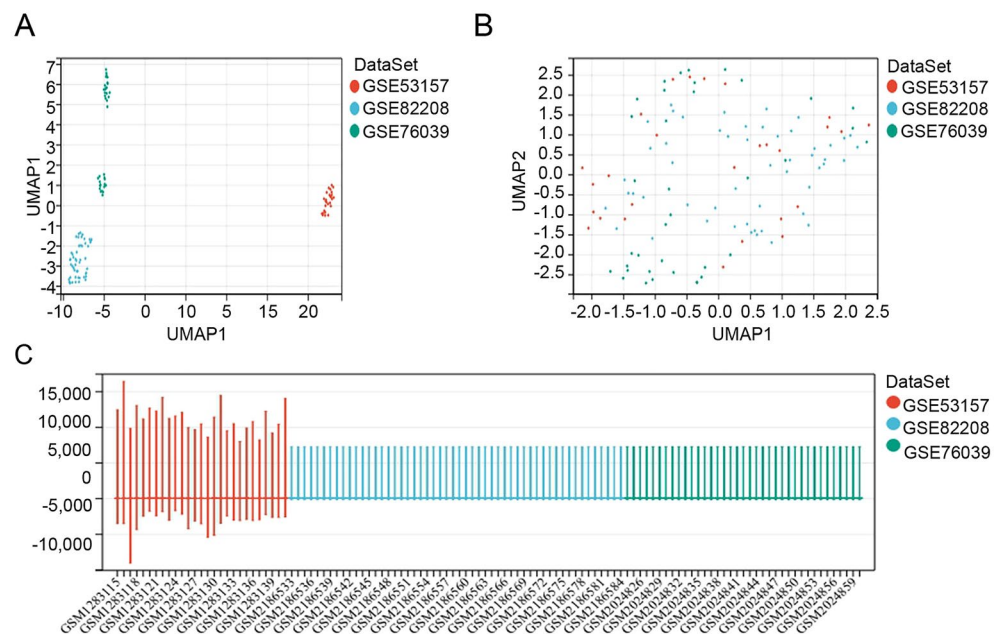 A
7
6
5
4
3
2
1
0
-1
-2
-3
-4
UMAP1
-10 -5 0 10 5 15 20
UMAP1
DataSet
GSE53157
GSE82208
GSE76039
B
2.5
2.0
1.5
1.0
0.5
0.0
-0.5
-1.0
-1.5
-2.0
-2.5
UMAP2
-2.0 -1.5 -1.0 -0.5 0.0 0.5 1.0 1.5 2.0 2.5
UMAP1
DataSet
GSE53157
GSE82208
GSE76039
C
15,000
10,000
5,000
0
-5,000
-10,000
GSM1283115
GSM1283118
GSM1283121
GSM1283124
GSM1283127
GSM1283130
GSM1283133
GSM1283136
GSM1283139
GSM2186533
GSM2186536
GSM2186539
GSM2186542
GSM2186545
GSM2186548
GSM2186551
GSM2186554
GSM2186557
GSM2186560
GSM2186563
GSM2186566
GSM2186569
GSM2186572
GSM2186575
GSM2186578
GSM2186581
GSM2186584
GSM2024826
GSM2024829
GSM2024832
GSM2024835
GSM2024838
GSM2024841
GSM2024844
GSM2024847
GSM2024850
GSM2024853
GSM2024856
GSM2024859
DataSet
GSE53157
GSE82208
GSE76039